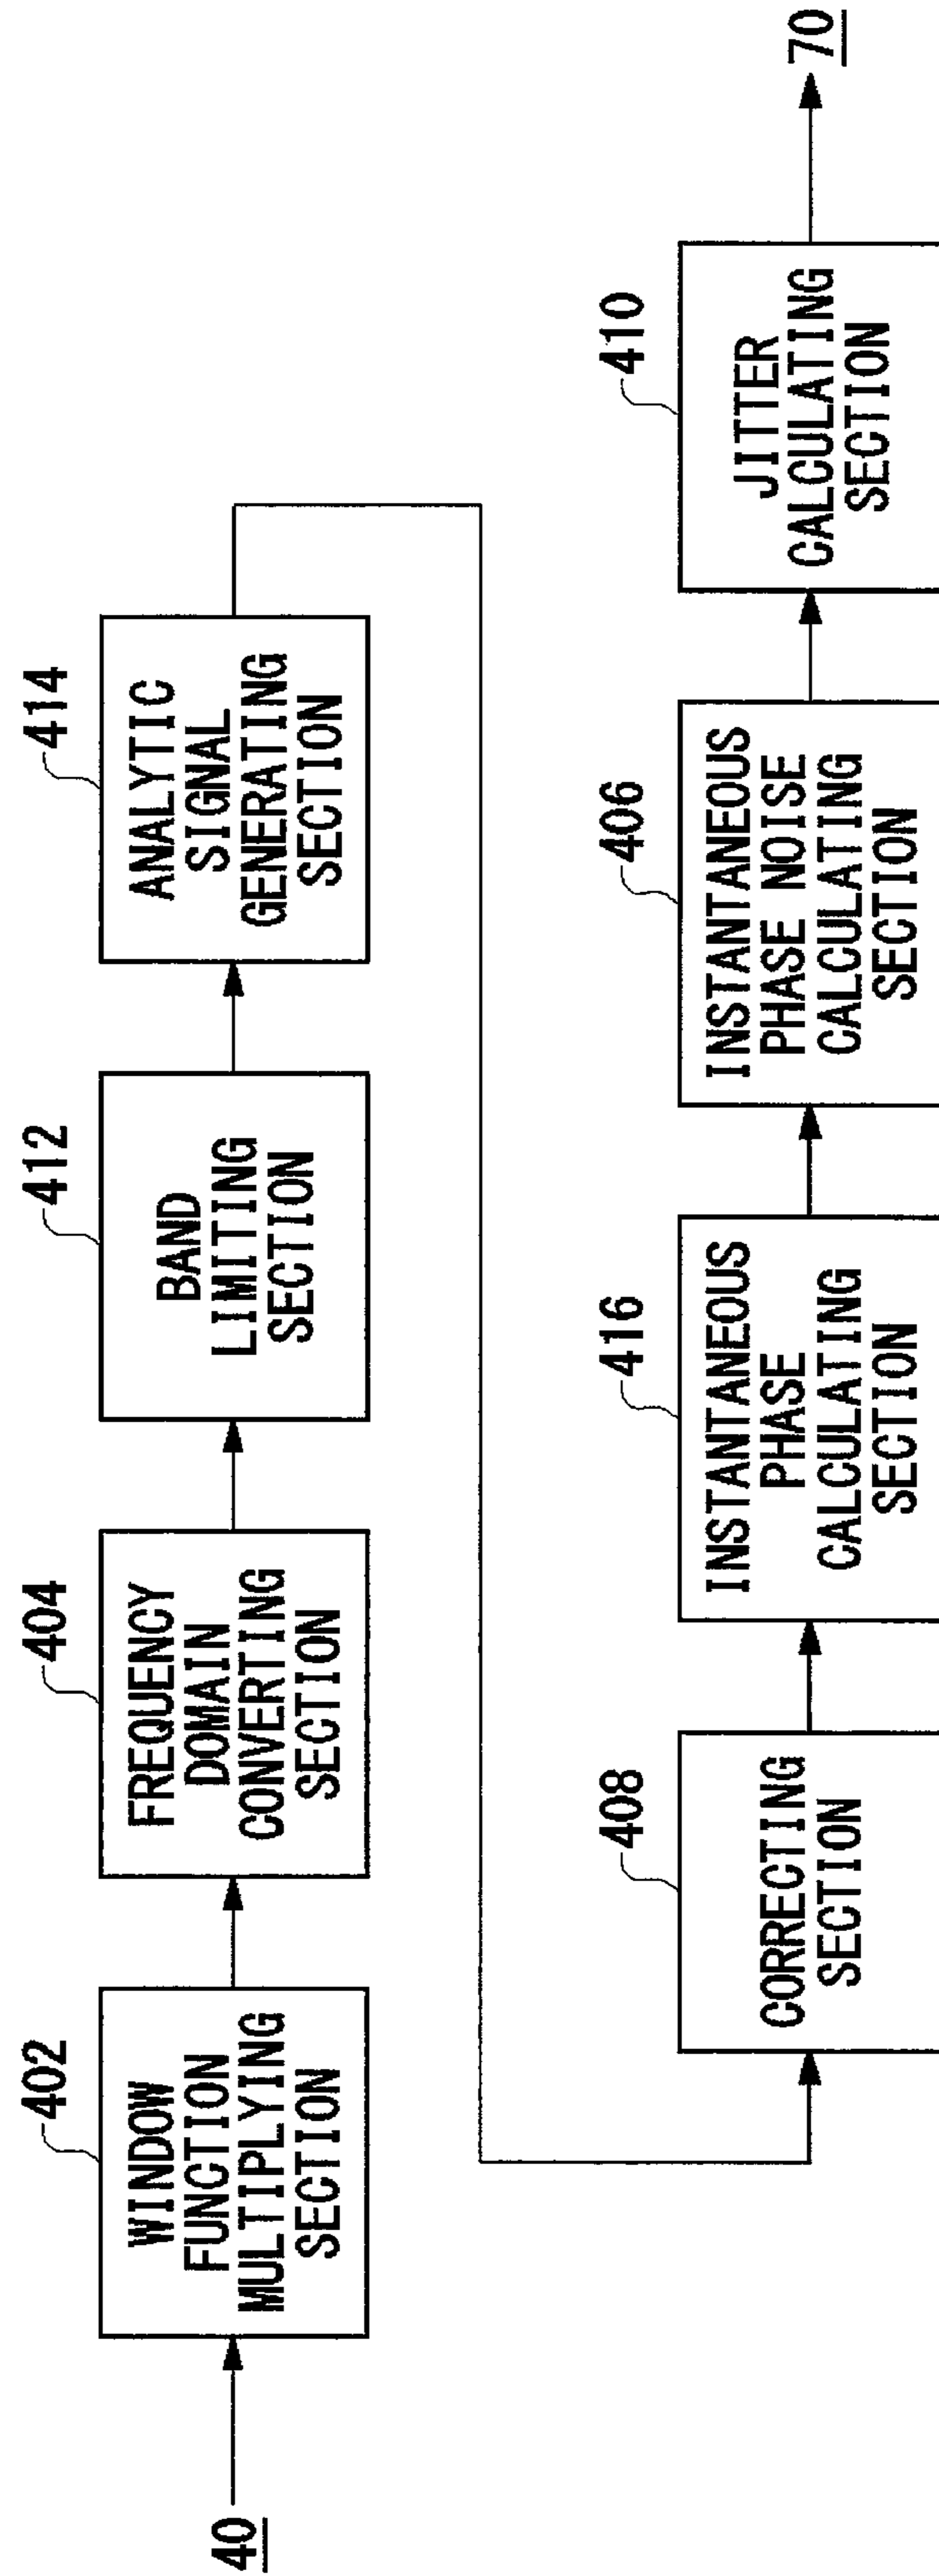 40
402
WINDOW
FUNCTION
MULTIPLYING
SECTION
404
FREQUENCY
DOMAIN
CONVERTING
SECTION
412
BAND
LIMITING
SECTION
414
ANALYTIC
SIGNAL
GENERATING
SECTION
408
CORRECTING
SECTION
416
INSTANTANEOUS
PHASE
CALCULATING
SECTION
406
INSTANTANEOUS
PHASE NOISE
CALCULATING
SECTION
410
JITTER
CALCULATING
SECTION
70